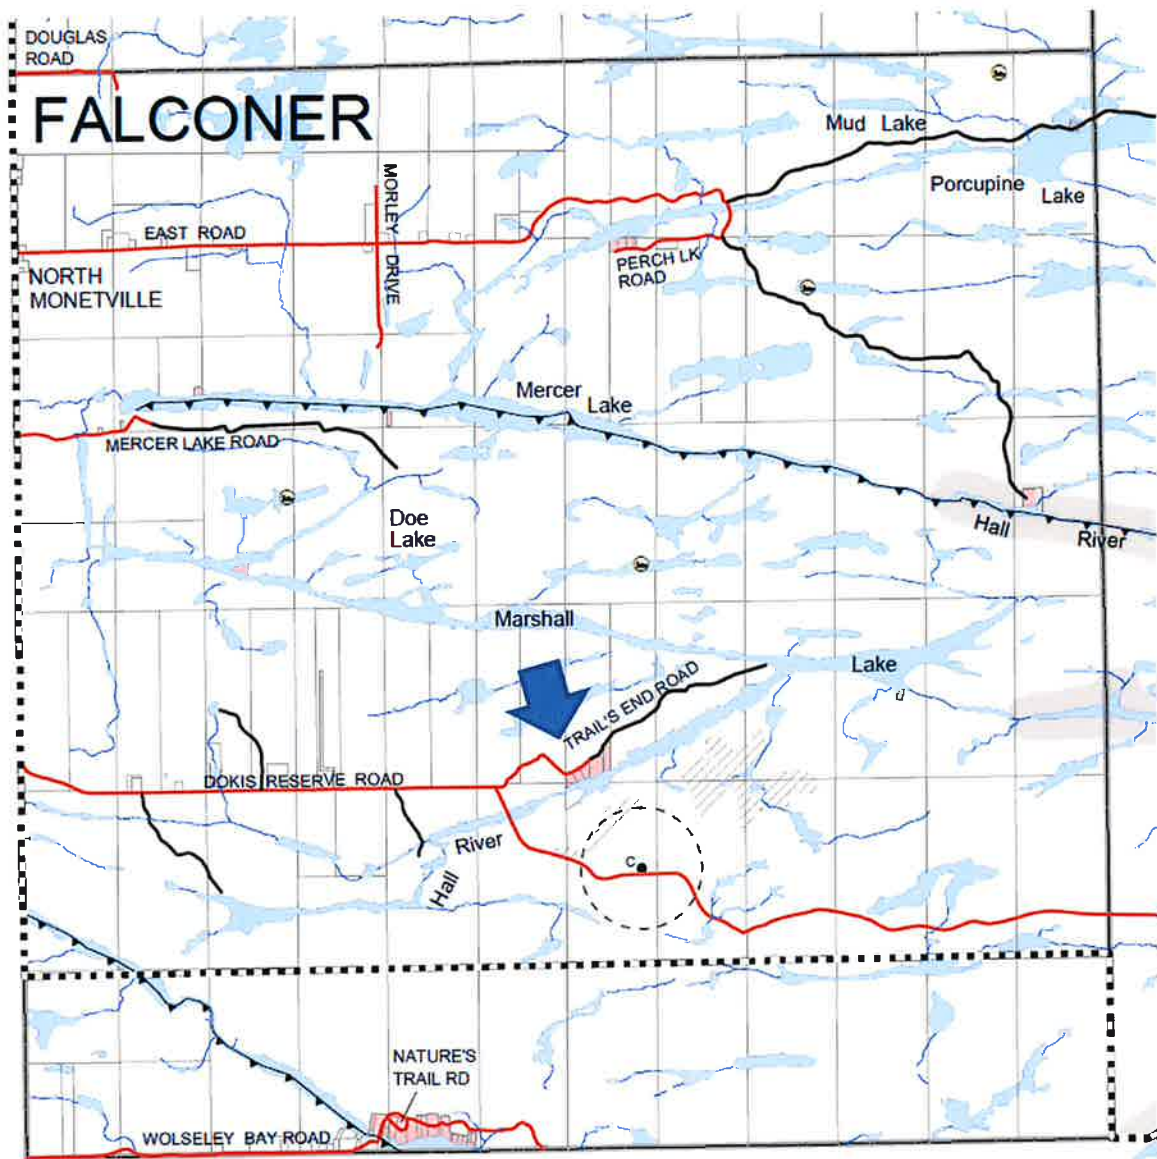 DOUGLAS
ROAD
FALCONER
Mud Lake
Porcupine
Lake
MORLEY DRIVE
EAST ROAD
PERCH LK
ROAD
NORTH
MONETVILLE
Mercer
Lake
MERCER LAKE ROAD
Doe
Lake
Hall
River
Marshall
Lake
d
TRAIL'S END ROAD
DOKIS RESERVE ROAD
River
Hall
C
NATURE'S
TRAIL RD
WOLSELEY BAY ROAD